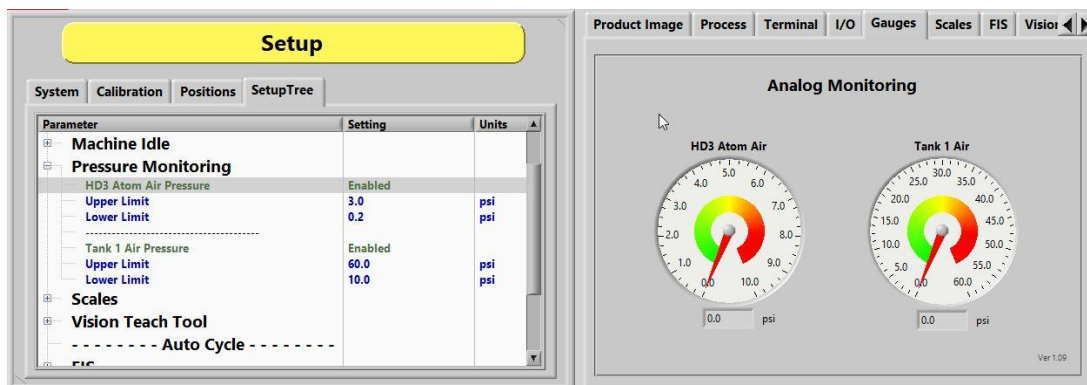 Setup
System Calibration Positions SetupTree
Parameter Setting Units
Machine Idle
Pressure Monitoring
HD3 Atom Air Pressure Enabled
Upper Limit 3.0 psi
Lower Limit 0.2 psi
----------------------------------------
Tank 1 Air Pressure Enabled
Upper Limit 60.0 psi
Lower Limit 10.0 psi
Scales
Vision Teach Tool
- - - - - - - - Auto Cycle - - - - - - - -
Product Image Process Terminal I/O Gauges Scales FIS
Analog Monitoring
HD3 Atom Air
0.0 1.0 2.0 3.0 4.0 5.0 6.0 7.0 8.0 9.0 10.0
0.0 psi
Tank 1 Air
0.0 5.0 10.0 15.0 20.0 25.0 30.0 35.0 40.0 45.0 50.0 55.0 60.0
0.0 psi
Ver 1.09